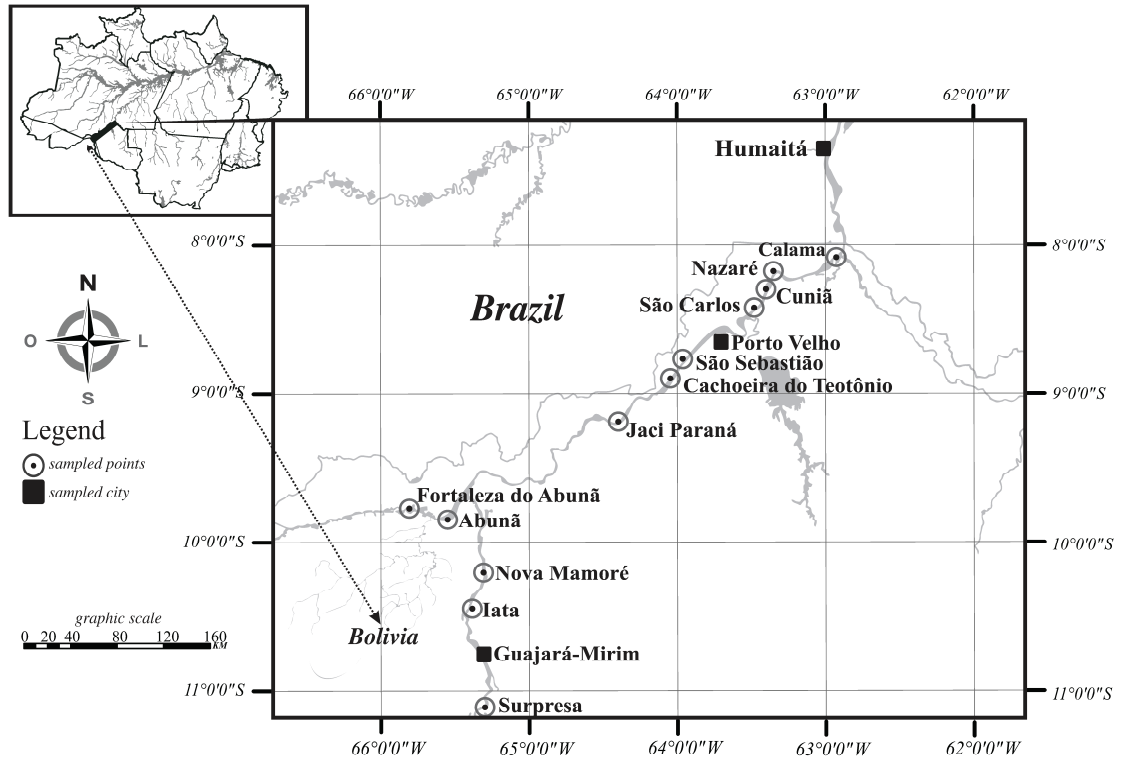 66°0'0"W 65°0'0"W 64°0'0"W 63°0'0"W 62°0'0"W
Humaitá
8°0'0"S 8°0'0"S
Calama
Nazaré
Cuniã
São Carlos
Brazil
Porto Velho
São Sebastião
Cachoeira do Teotônio
9°0'0"S 9°0'0"S
Jaci Paraná
N
O L
S
Legend
sampled points
sampled city
Fortaleza do Abunã
Abunã
10°0'0"S 10°0'0"S
Nova Mamoré
Iata
Bolivia
Guajará-Mirim
graphic scale
0 20 40 80 120 160
KM
11°0'0"S 11°0'0"S
Surpresa
66°0'0"W 65°0'0"W 64°0'0"W 63°0'0"W 62°0'0"W